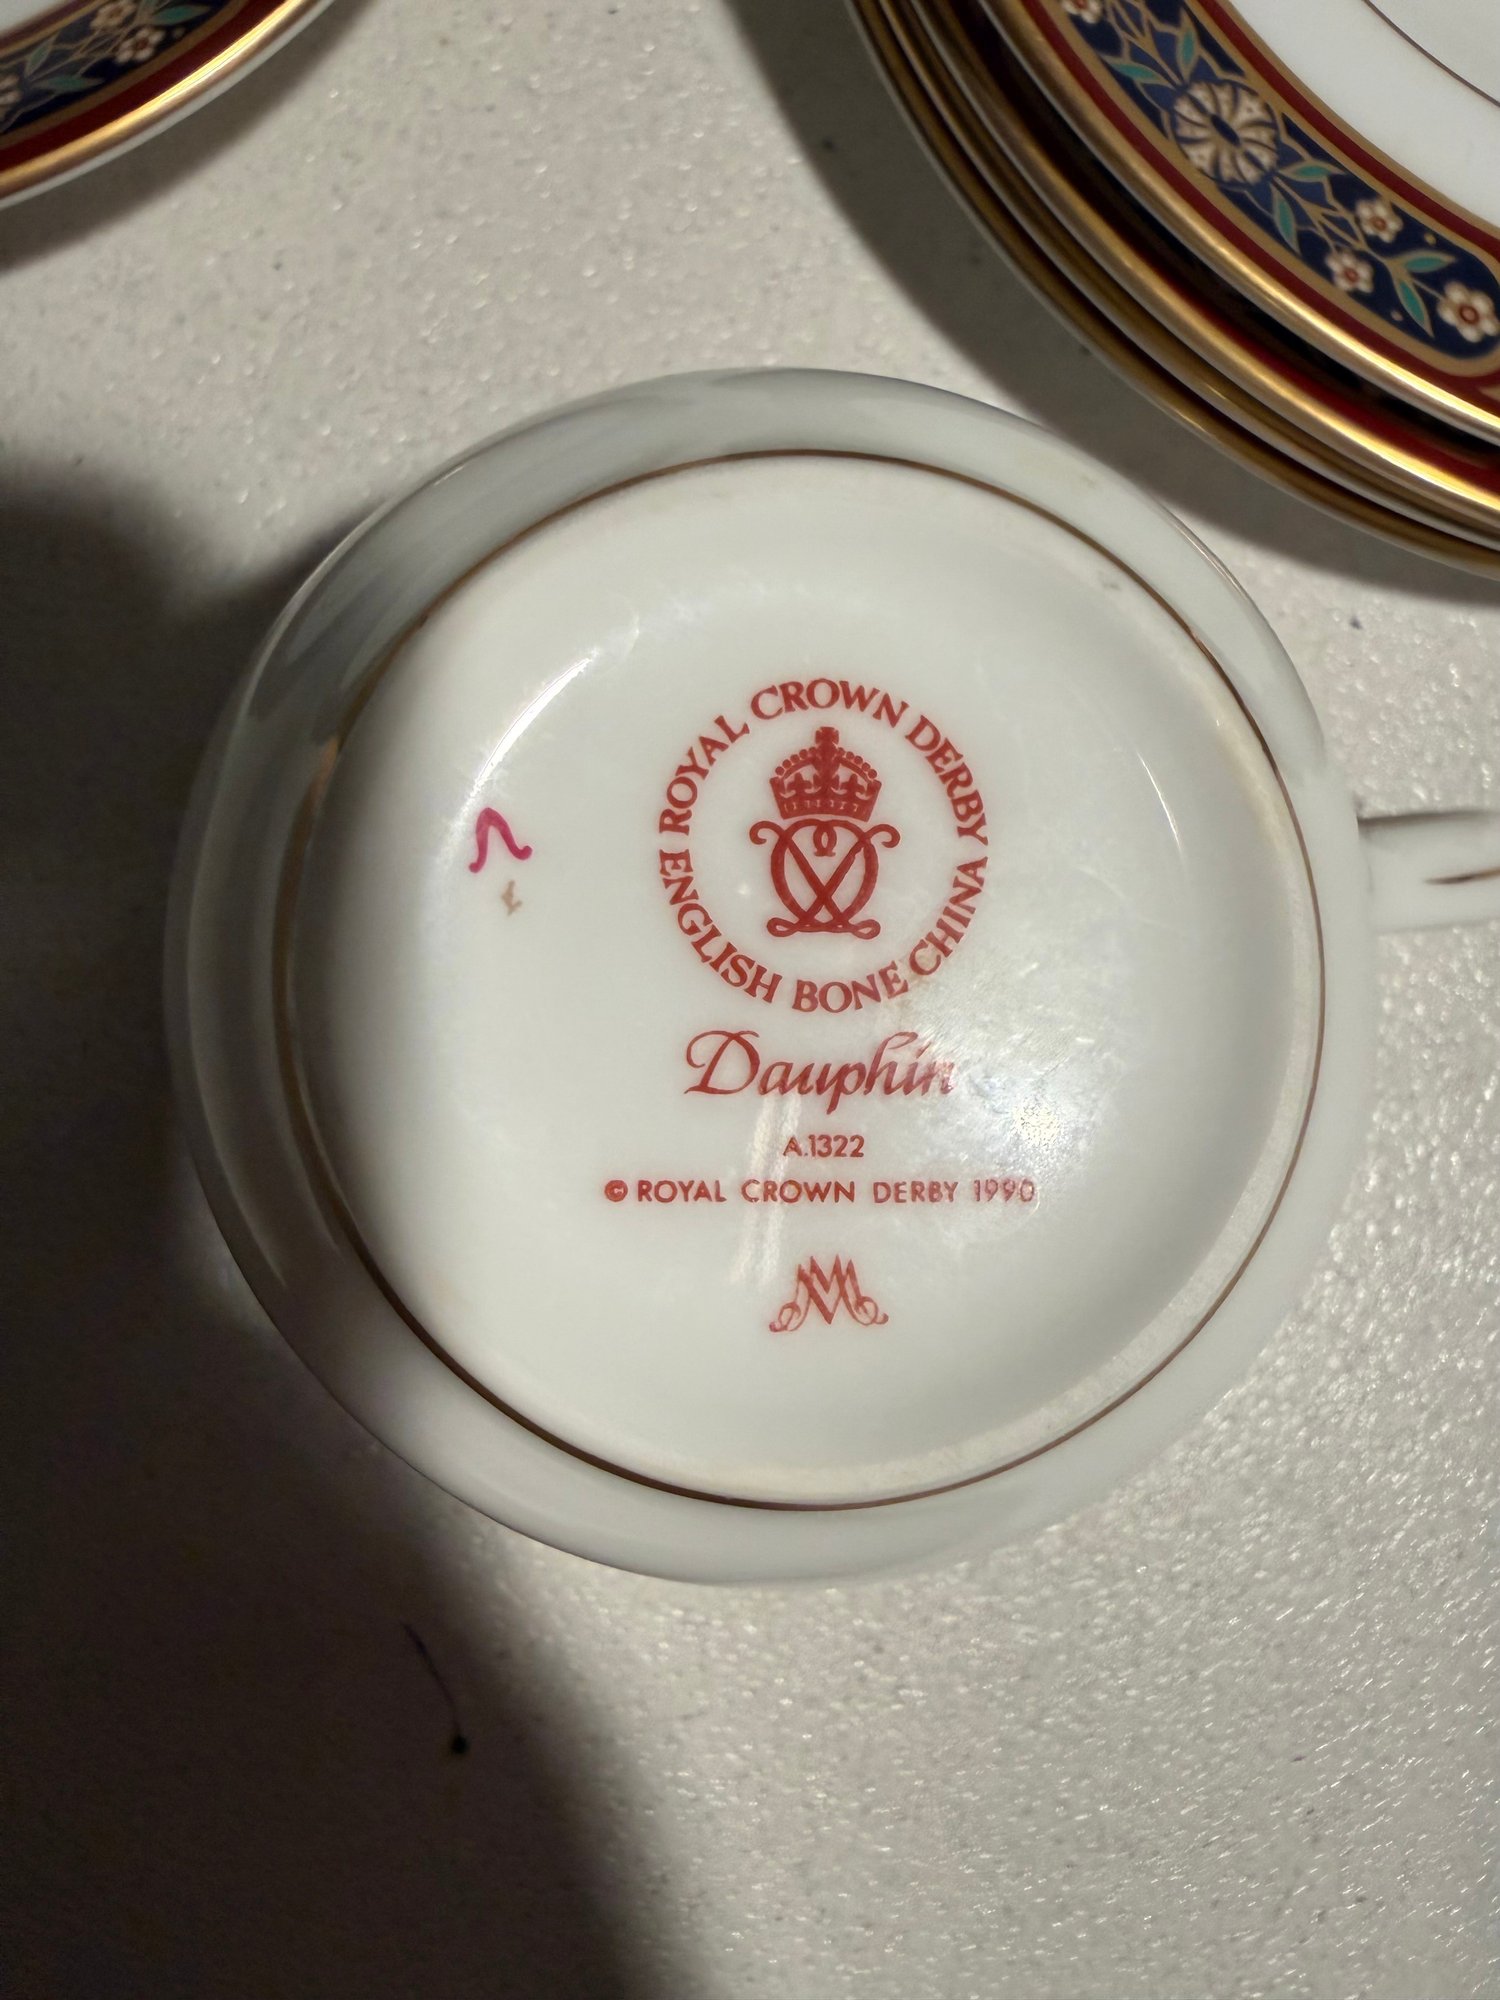 ROYAL CROWN DERBY
ENGLISH BONE CHINA
Dauphin
A.1322
© ROYAL CROWN DERBY 1990